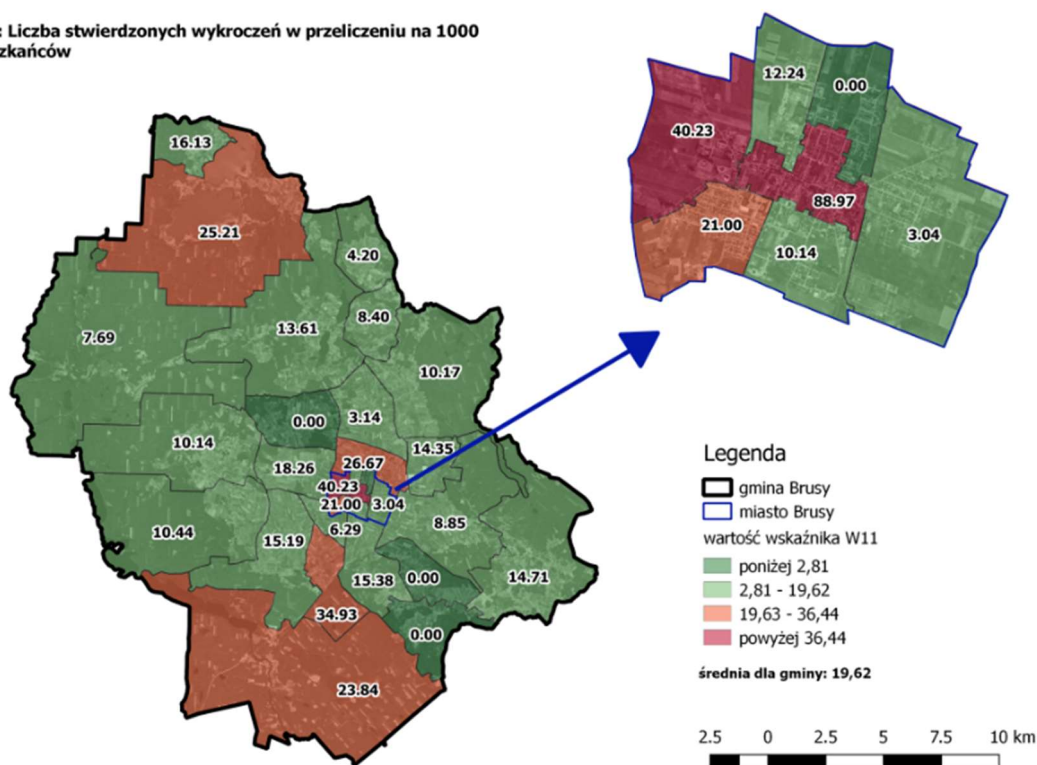 : Liczba stwierdzonych wykroczeń w przeliczeniu na 1000
zkańców
12.24
0.00
40.23
88.97
21.00
3.04
10.14
16.13
25.21
4.20
8.40
7.69
13.61
10.17
0.00
3.14
10.14
14.35
18.26
26.67
40.23
21.00
3.04
6.29
8.85
10.44
15.19
15.38
0.00
14.71
34.93
0.00
23.84
Legenda
gmina Brusy
miasto Brusy
wartość wskaźnika W11
poniżej 2,81
2,81 - 19,62
19,63 - 36,44
powyżej 36,44
średnia dla gminy: 19,62
2.5 0 2.5 5 7.5 10 km